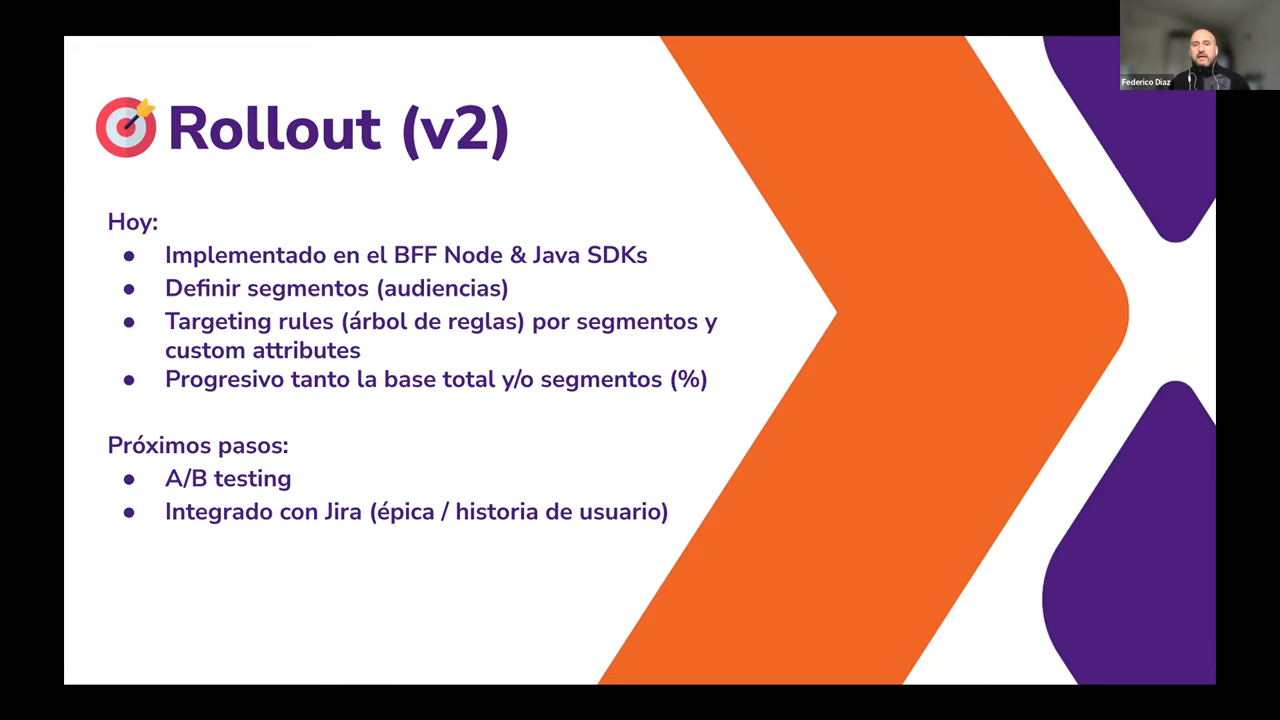 Rollout (v2)
Hoy:
● Implementado en el BFF Node & Java SDKs
● Definir segmentos (audiencias)
● Targeting rules (árbol de reglas) por segmentos y
custom attributes
● Progresivo tanto la base total y/o segmentos (%)
Próximos pasos:
● A/B testing
● Integrado con Jira (épica / historia de usuario)
Federico Diaz